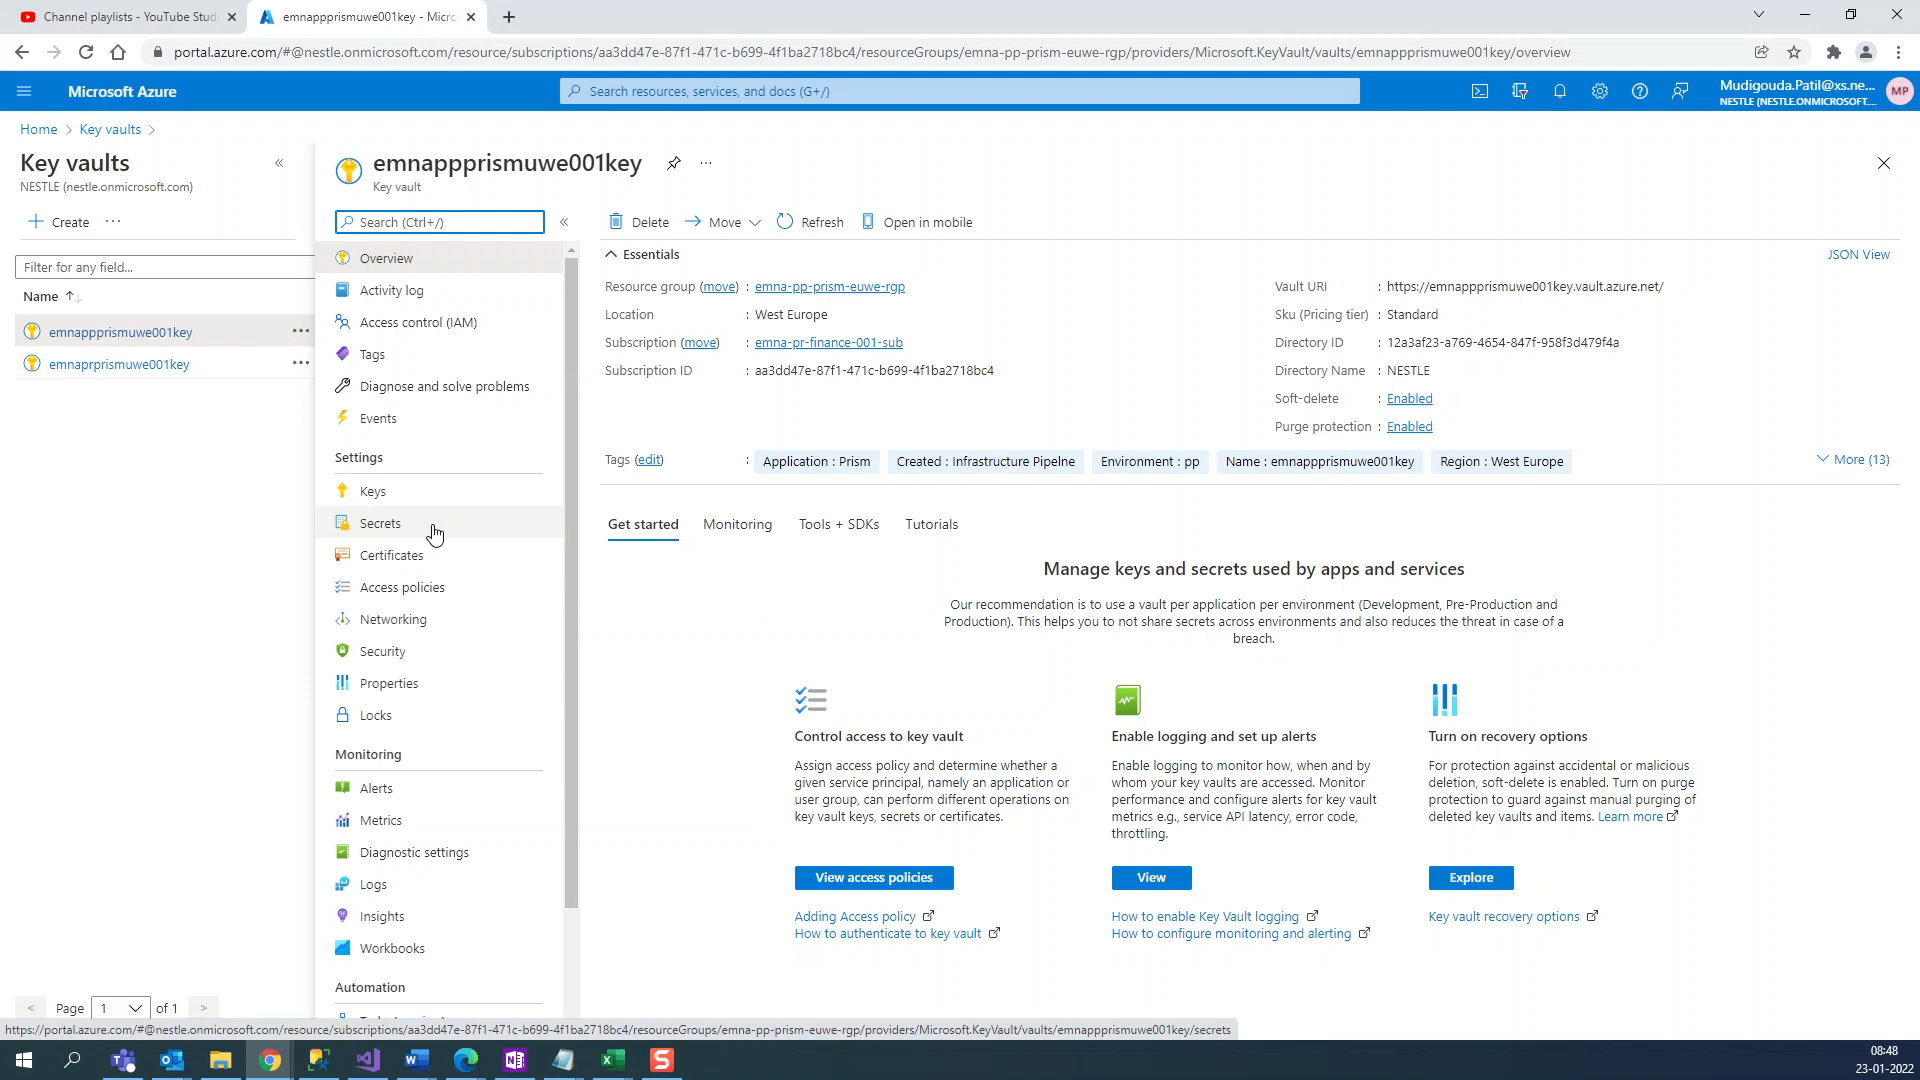 Channel playlists - YouTube Stud
emnappprismuwe001key - Micro
portal.azure.com/#@nestle.onmicrosoft.com/resource/subscriptions/aa3dd47e-87f1-471c-b699-4f1ba2718bc4/resourceGroups/emna-pp-prism-euwe-rgp/providers/Microsoft.KeyVault/vaults/emnappprismuwe001key/overview
Microsoft Azure
Search resources, services, and docs (G+/)
Mudigouda.Patil@xs.ne...
NESTLE (NESTLE.ONMICROSOFT....
MP
Home > Key vaults >
Key vaults
NESTLE (nestle.onmicrosoft.com)
Create
Filter for any field...
Name
emnappprismuwe001key
emnaprprismuwe001key
Page 1 of 1
emnappprismuwe001key
Key vault
Search (Ctrl+/)
Overview
Activity log
Access control (IAM)
Tags
Diagnose and solve problems
Events
Settings
Keys
Secrets
Certificates
Access policies
Networking
Security
Properties
Locks
Monitoring
Alerts
Metrics
Diagnostic settings
Logs
Insights
Workbooks
Automation
Delete Move Refresh Open in mobile
Essentials
JSON View
Resource group (move) : emna-pp-prism-euwe-rgp
Location : West Europe
Subscription (move) : emna-pr-finance-001-sub
Subscription ID : aa3dd47e-87f1-471c-b699-4f1ba2718bc4
Vault URI : https://emnappprismuwe001key.vault.azure.net/
Sku (Pricing tier) : Standard
Directory ID : 12a3af23-a769-4654-847f-958f3d479f4a
Directory Name : NESTLE
Soft-delete : Enabled
Purge protection : Enabled
Tags (edit) : Application : Prism Created : Infrastructure Pipelne Environment : pp Name : emnappprismuwe001key Region : West Europe More (13)
Get started Monitoring Tools + SDKs Tutorials
Manage keys and secrets used by apps and services
Our recommendation is to use a vault per application per environment (Development, Pre-Production and
Production). This helps you to not share secrets across environments and also reduces the threat in case of a
breach.
Control access to key vault
Assign access policy and determine whether a
given service principal, namely an application or
user group, can perform different operations on
key vault keys, secrets or certificates.
View access policies
Adding Access policy
How to authenticate to key vault
Enable logging and set up alerts
Enable logging to monitor how, when and by
whom your key vaults are accessed. Monitor
performance and configure alerts for key vault
metrics e.g., service API latency, error code,
throttling.
View
How to enable Key Vault logging
How to configure monitoring and alerting
Turn on recovery options
For protection against accidental or malicious
deletion, soft-delete is enabled. Turn on purge
protection to guard against manual purging of
deleted key vaults and items. Learn more
Explore
Key vault recovery options
https://portal.azure.com/#@nestle.onmicrosoft.com/resource/subscriptions/aa3dd47e-87f1-471c-b699-4f1ba2718bc4/resourceGroups/emna-pp-prism-euwe-rgp/providers/Microsoft.KeyVault/vaults/emnappprismuwe001key/secrets
08:48
23-01-2022